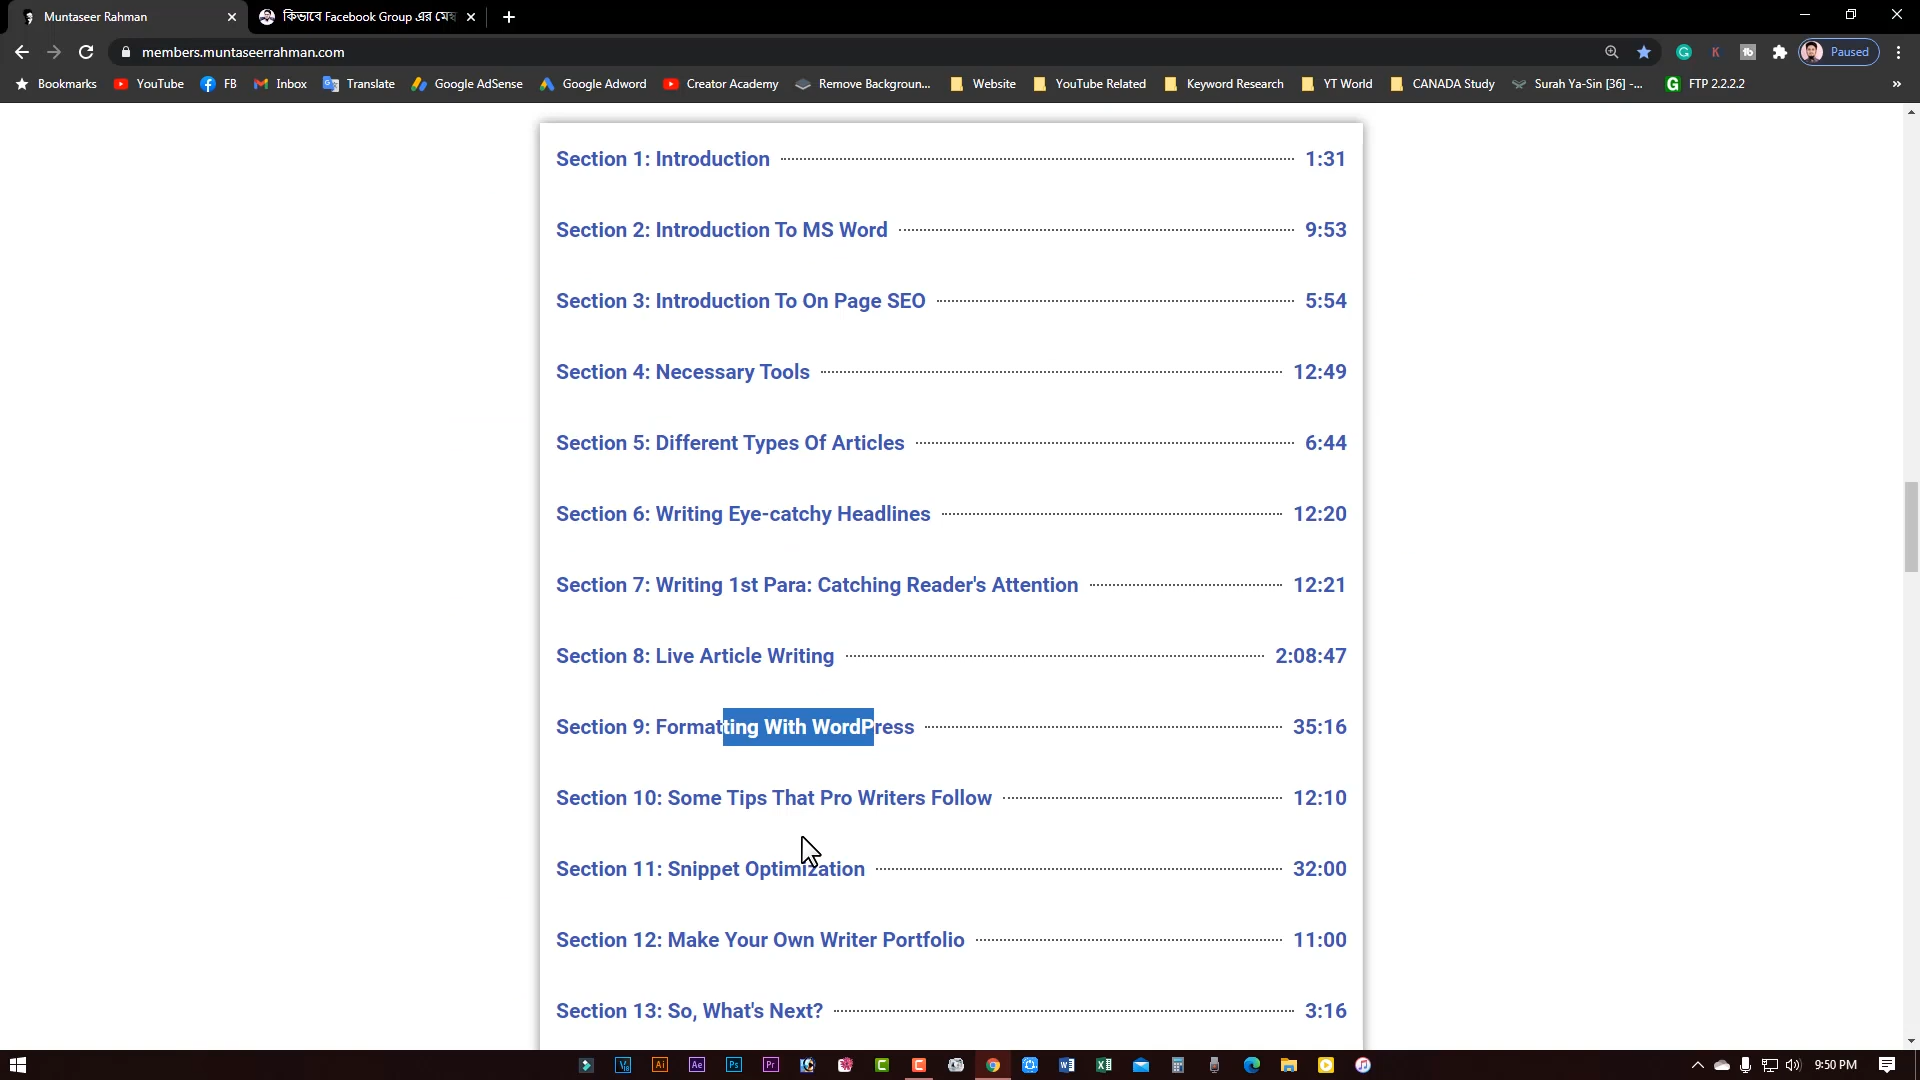 Muntaseer Rahman
কিভাবে Facebook Group এর মেম্ব
members.muntaseerrahman.com
Paused
Bookmarks YouTube FB Inbox Translate Google AdSense Google Adword Creator Academy Remove Backgroun... Website YouTube Related Keyword Research YT World CANADA Study Surah Ya-Sin [36] -... FTP 2.2.2.2
Section 1: Introduction 1:31
Section 2: Introduction To MS Word 9:53
Section 3: Introduction To On Page SEO 5:54
Section 4: Necessary Tools 12:49
Section 5: Different Types Of Articles 6:44
Section 6: Writing Eye-catchy Headlines 12:20
Section 7: Writing 1st Para: Catching Reader's Attention 12:21
Section 8: Live Article Writing 2:08:47
Section 9: Formatting With WordPress 35:16
Section 10: Some Tips That Pro Writers Follow 12:10
Section 11: Snippet Optimization 32:00
Section 12: Make Your Own Writer Portfolio 11:00
Section 13: So, What's Next? 3:16
9:50 PM